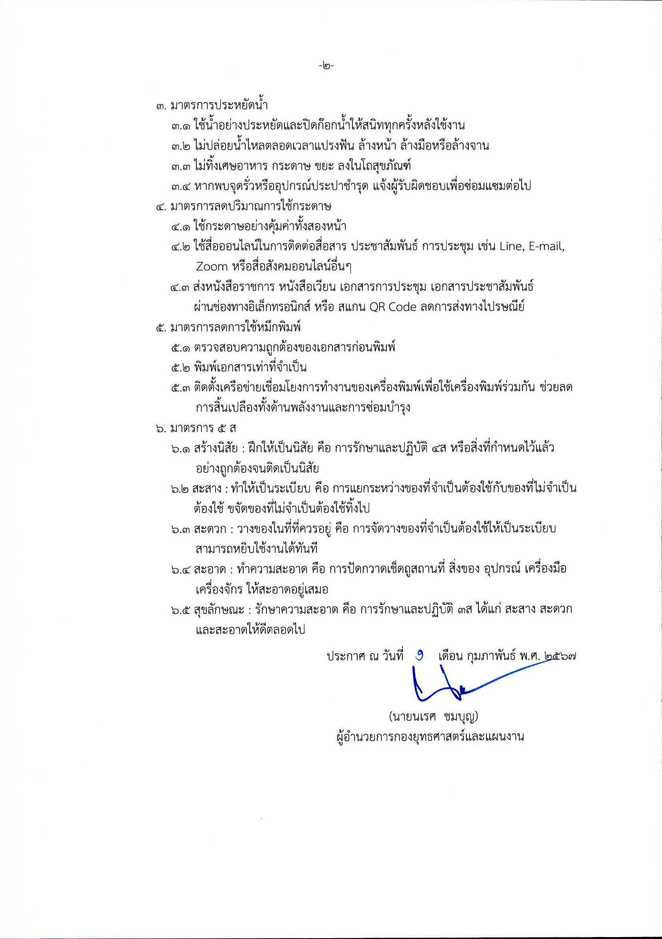 -๒-
๓. มาตรการประหยัดน้ำ
๓.๑ ใช้น้ำอย่างประหยัดและปิดก๊อกน้ำให้สนิททุกครั้งหลังใช้งาน
๓.๒ ไม่ปล่อยน้ำไหลตลอดเวลาแปรงฟัน ล้างหน้า ล้างมือหรือล้างจาน
๓.๓ ไม่ทิ้งเศษอาหาร กระดาษ ขยะ ลงในโถสุขภัณฑ์
๓.๔ หากพบจุดรั่วหรืออุปกรณ์ประปาชำรุด แจ้งผู้รับผิดชอบเพื่อซ่อมแซมต่อไป
๔. มาตรการลดปริมาณการใช้กระดาษ
๔.๑ ใช้กระดาษอย่างคุ้มค่าทั้งสองหน้า
๔.๒ ใช้สื่อออนไลน์ในการติดต่อสื่อสาร ประชาสัมพันธ์ การประชุม เช่น Line, E-mail,
Zoom หรือสื่อสังคมออนไลน์อื่นๆ
๔.๓ ส่งหนังสือราชการ หนังสือเวียน เอกสารการประชุม เอกสารประชาสัมพันธ์
ผ่านช่องทางอิเล็กทรอนิกส์ หรือ สแกน QR Code ลดการส่งทางไปรษณีย์
๕. มาตรการลดการใช้หมึกพิมพ์
๕.๑ ตรวจสอบความถูกต้องของเอกสารก่อนพิมพ์
๕.๒ พิมพ์เอกสารเท่าที่จำเป็น
๕.๓ ติดตั้งเครือข่ายเชื่อมโยงการทำงานของเครื่องพิมพ์เพื่อใช้เครื่องพิมพ์ร่วมกัน ช่วยลด
การสิ้นเปลืองทั้งด้านพลังงานและการซ่อมบำรุง
๖. มาตรการ ๕ ส
๖.๑ สร้างนิสัย : ฝึกให้เป็นนิสัย คือ การรักษาและปฏิบัติ ๔ส หรือสิ่งที่กำหนดไว้แล้ว
อย่างถูกต้องจนติดเป็นนิสัย
๖.๒ สะสาง : ทำให้เป็นระเบียบ คือ การแยกระหว่างของที่จำเป็นต้องใช้กับของที่ไม่จำเป็น
ต้องใช้ ขจัดของที่ไม่จำเป็นต้องใช้ทิ้งไป
๖.๓ สะดวก : วางของในที่ที่ควรอยู่ คือ การจัดวางของที่จำเป็นต้องใช้ให้เป็นระเบียบ
สามารถหยิบใช้งานได้ทันที
๖.๔ สะอาด : ทำความสะอาด คือ การปัดกวาดเช็ดถูสถานที่ สิ่งของ อุปกรณ์ เครื่องมือ
เครื่องจักร ให้สะอาดอยู่เสมอ
๖.๕ สุขลักษณะ : รักษาความสะอาด คือ การรักษาและปฏิบัติ ๓ส ได้แก่ สะสาง สะดวก
และสะอาดให้ดีตลอดไป
ประกาศ ณ วันที่ เดือน กุมภาพันธ์ พ.ศ. ๒๕๖๗
(นายนเรศ ชมบุญ)
ผู้อำนวยการกองยุทธศาสตร์และแผนงาน